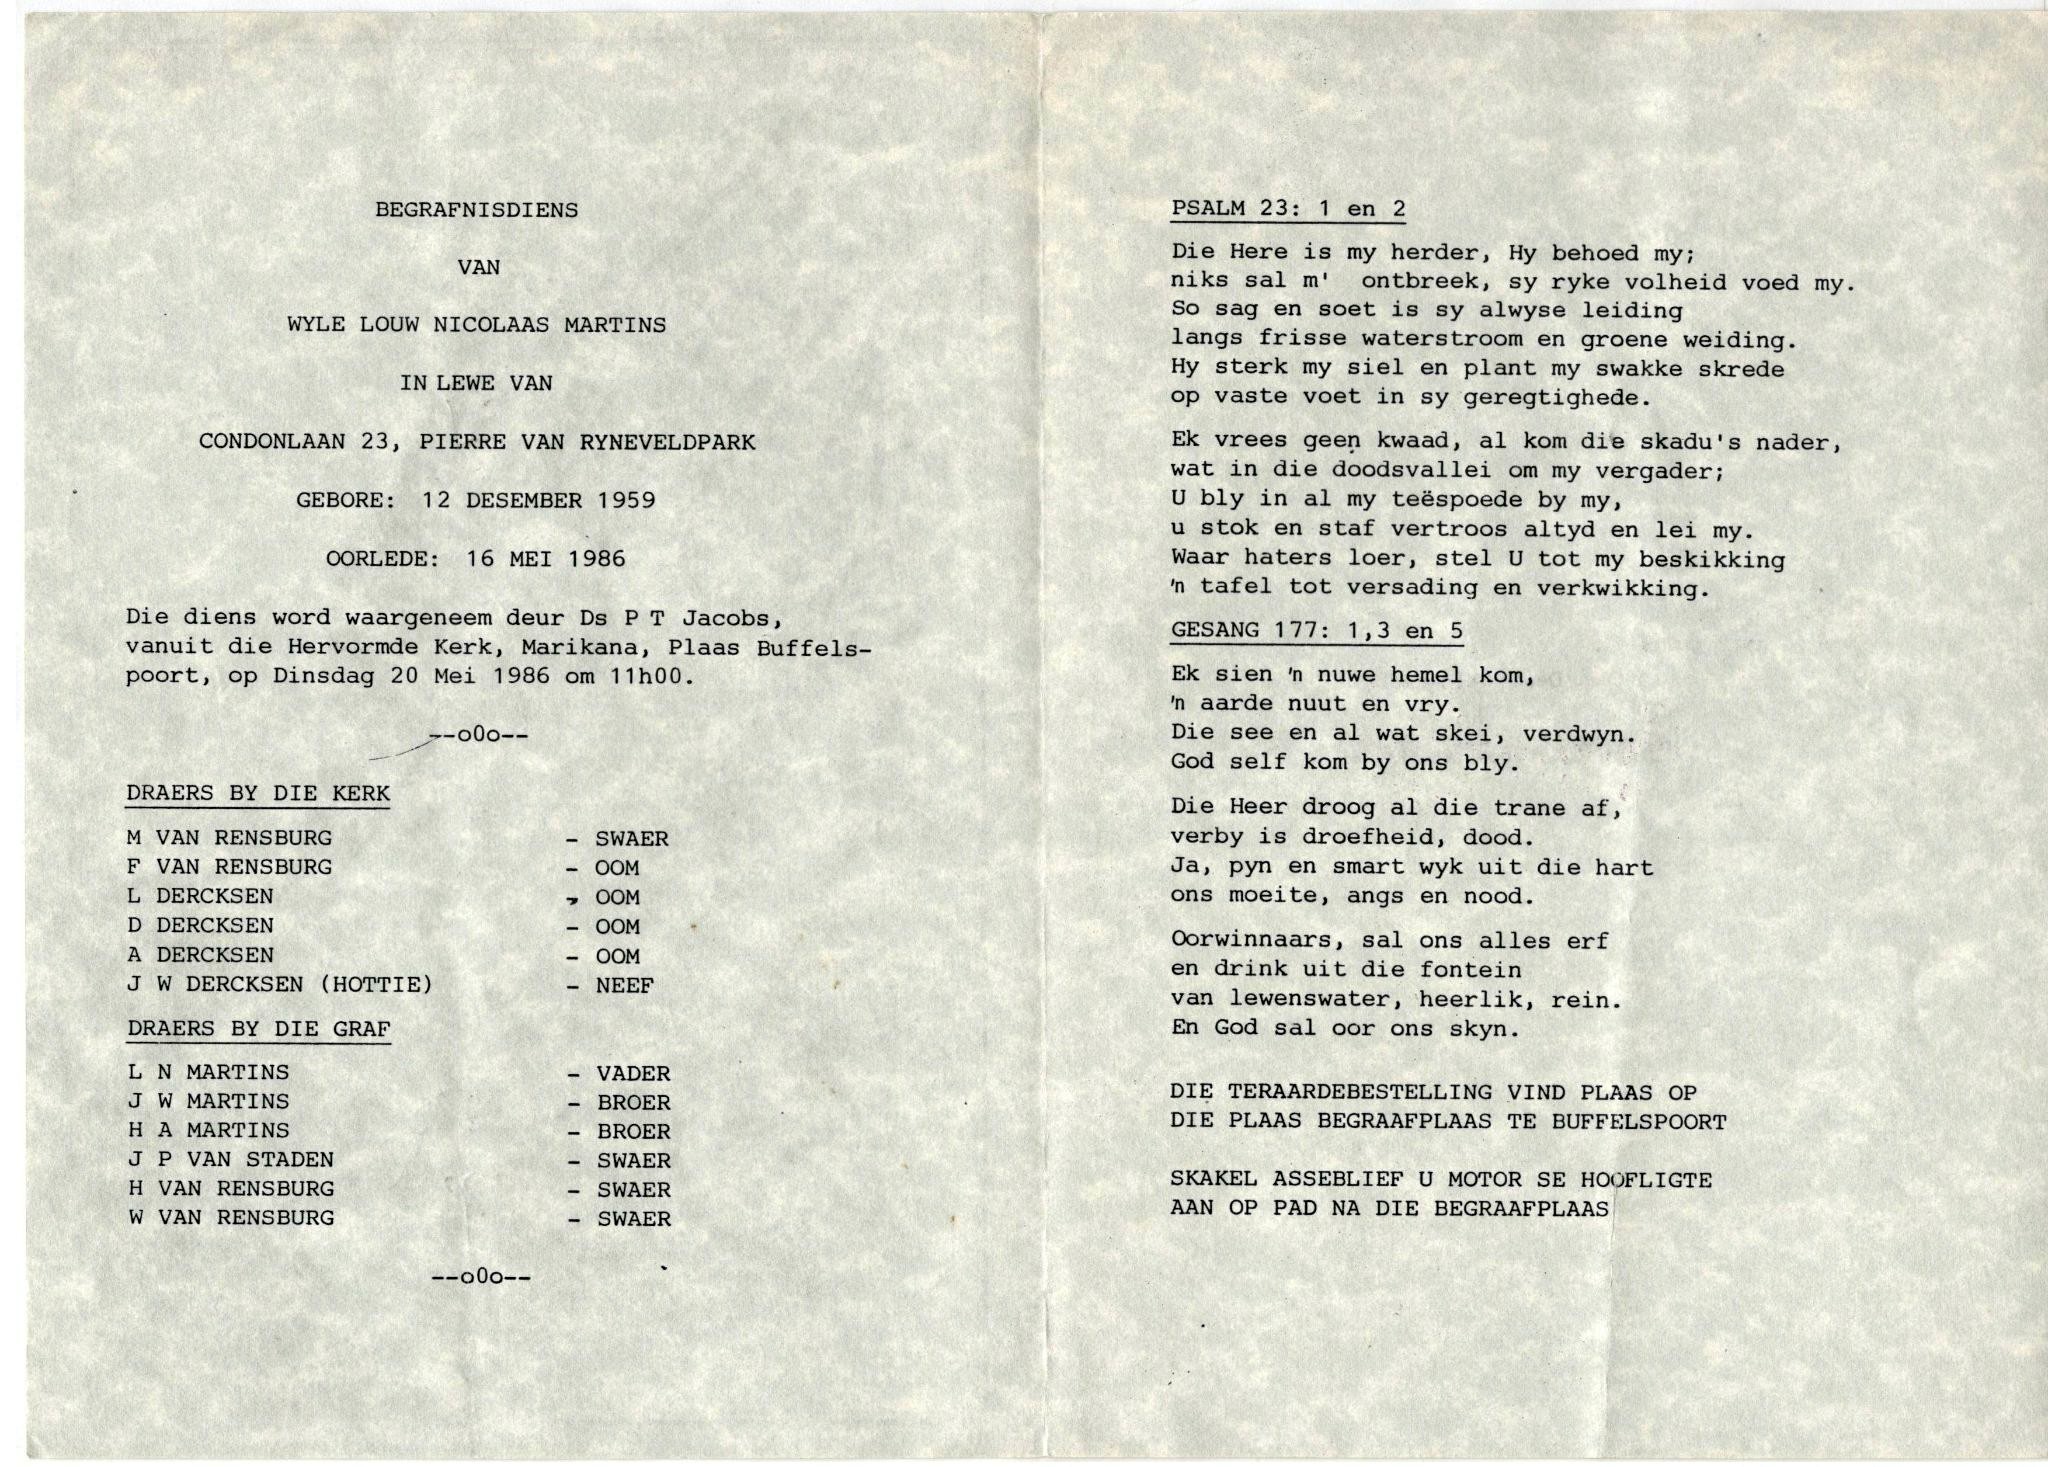 BEGRAFNISDIENS
VAN
WYLE LOUW NICOLAAS MARTINS
IN LEWE VAN
CONDONLAAN 23, PIERRE VAN RYNEVELDPARK
GEBORE: 12 DESEMBER 1959
OORLEDE: 16 MEI 1986
Die diens word waargeneem deur Ds P T Jacobs,
vanuit die Hervormde Kerk, Marikana, Plaas Buffels-
poort, op Dinsdag 20 Mei 1986 om 11h00.
--oOo--
DRAERS BY DIE KERK
M VAN RENSBURG - SWAER
F VAN RENSBURG - OOM
L DERCKSEN - OOM
D DERCKSEN - OOM
A DERCKSEN - OOM
J W DERCKSEN (HOTTIE) - NEEF
DRAERS BY DIE GRAF
L N MARTINS - VADER
J W MARTINS - BROER
H A MARTINS - BROER
J P VAN STADEN - SWAER
H VAN RENSBURG - SWAER
W VAN RENSBURG - SWAER
--oOo--
PSALM 23: 1 en 2
Die Here is my herder, Hy behoed my;
niks sal m' ontbreek, sy ryke volheid voed my.
So sag en soet is sy alwyse leiding
langs frisse waterstroom en groene weiding.
Hy sterk my siel en plant my swakke skrede
op vaste voet in sy geregtighede.
Ek vrees geen kwaad, al kom die skadu's nader,
wat in die doodsvallei om my vergader;
U bly in al my teëspoede by my,
u stok en staf vertroos altyd en lei my.
Waar haters loer, stel U tot my beskikking
'n tafel tot versading en verkwikking.
GESANG 177: 1,3 en 5
Ek sien 'n nuwe hemel kom,
'n aarde nuut en vry.
Die see en al wat skei, verdwyn.
God self kom by ons bly.
Die Heer droog al die trane af,
verby is droefheid, dood.
Ja, pyn en smart wyk uit die hart
ons moeite, angs en nood.
Oorwinnaars, sal ons alles erf
en drink uit die fontein
van lewenswater, heerlik, rein.
En God sal oor ons skyn.
DIE TERAARDEBESTELLING VIND PLAAS OP
DIE PLAAS BEGRAAFPLAAS TE BUFFELSPOORT
SKAKEL ASSEBLIEF U MOTOR SE HOOFLIGTE
AAN OP PAD NA DIE BEGRAAFPLAAS